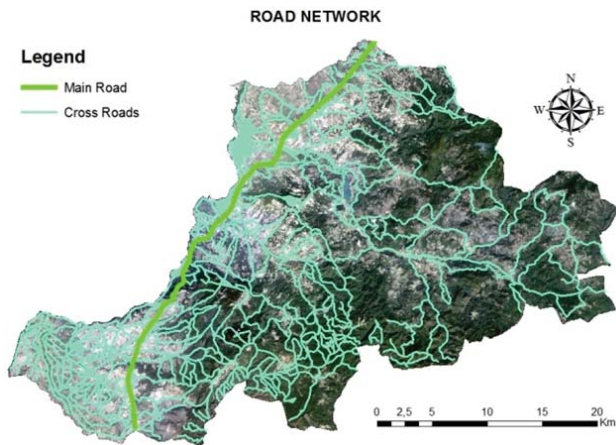 ROAD NETWORK
Legend
Main Road
Cross Roads
N
W E
S
0 2,5 5 10 15 20
Km